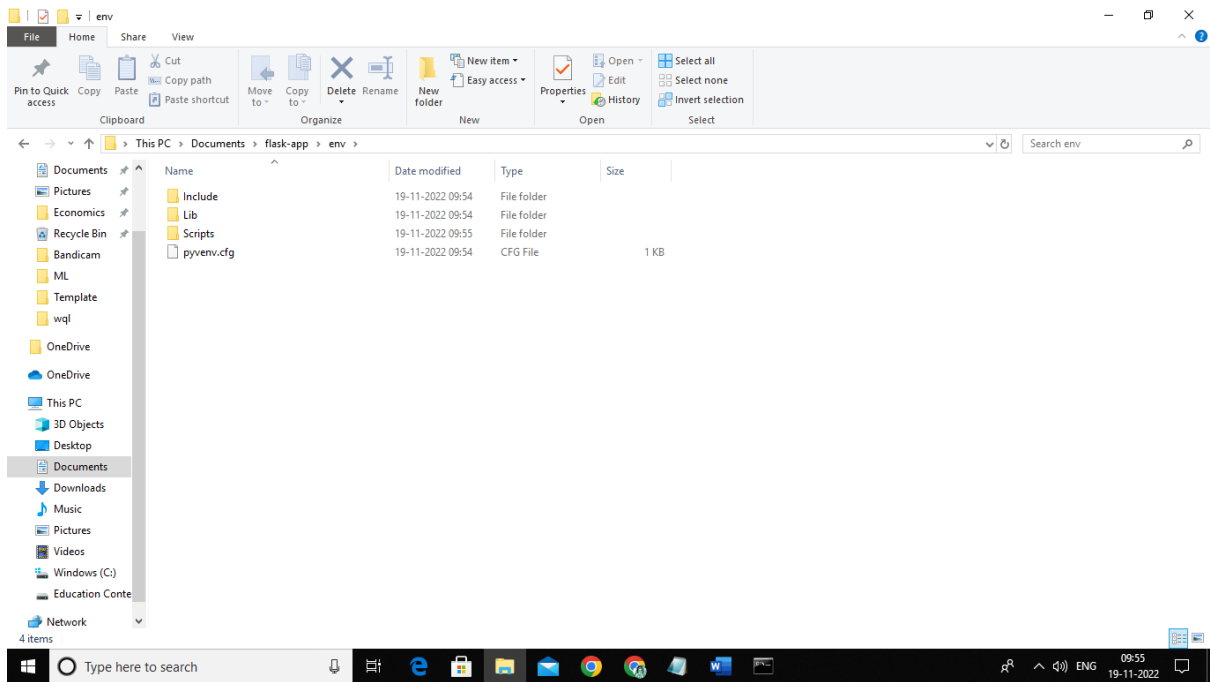 env
File Home Share View
Pin to Quick access
Copy
Paste
Cut
Copy path
Paste shortcut
Clipboard
Move to
Copy to
Delete
Rename
Organize
New folder
New item
Easy access
New
Properties
Open
Edit
History
Open
Select all
Select none
Invert selection
Select
This PC > Documents > flask-app > env >
Search env
Name Date modified Type Size
Include 19-11-2022 09:54 File folder
Lib 19-11-2022 09:54 File folder
Scripts 19-11-2022 09:55 File folder
pyvenv.cfg 19-11-2022 09:54 CFG File 1 KB
Documents
Pictures
Economics
Recycle Bin
Bandicam
ML
Template
wql
OneDrive
OneDrive
This PC
3D Objects
Desktop
Documents
Downloads
Music
Pictures
Videos
Windows (C:)
Education Conte
Network
4 items
Type here to search
ENG
09:55
19-11-2022